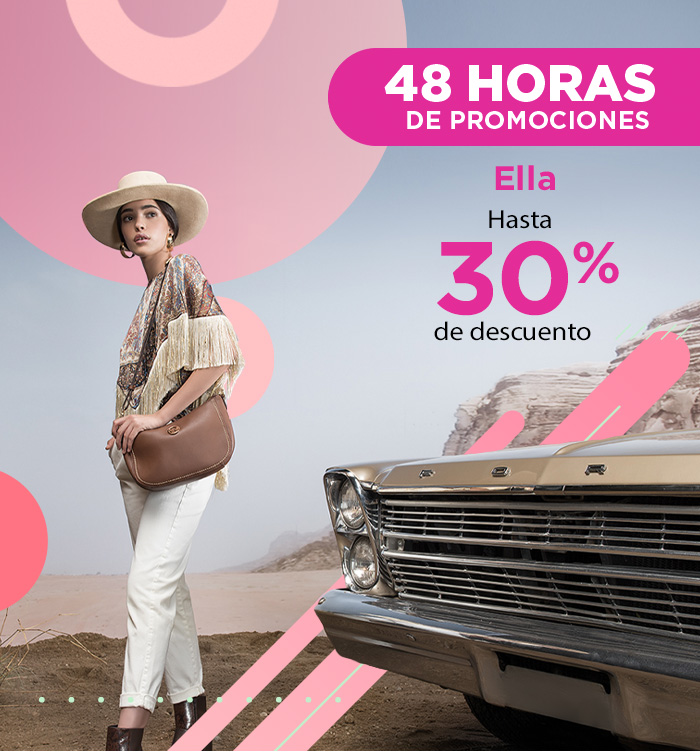 48 HORAS
DE PROMOCIONES
Ella
Hasta
30%
de descuento